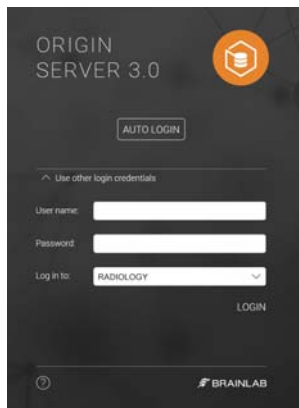 ORIGIN
SERVER 3.0
AUTO LOGIN
Use other login credentials
User name:
Password:
Log in to: RADIOLOGY
LOGIN
? BRAINLAB